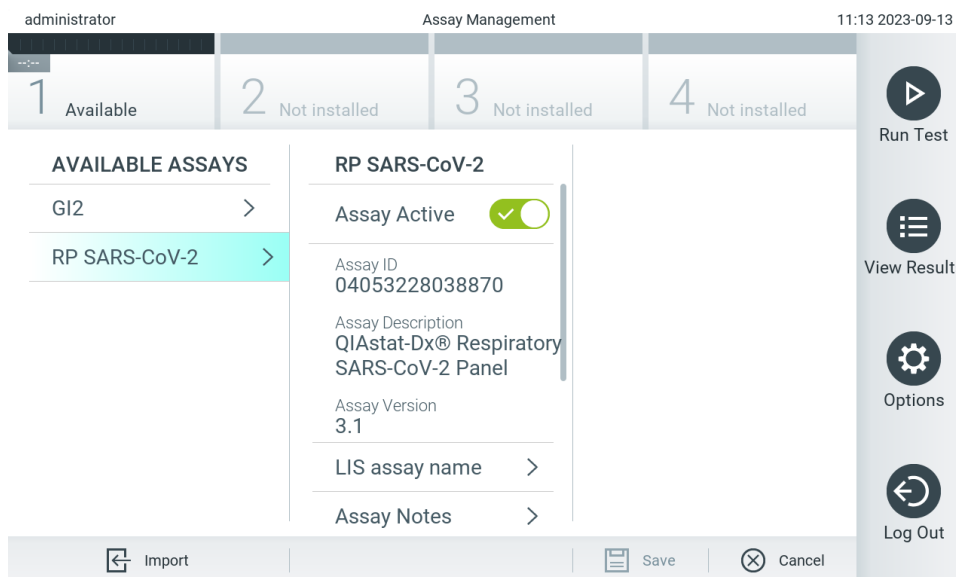 administrator
Assay Management
11:13 2023-09-13
--:--
1 Available
2 Not installed
3 Not installed
4 Not installed
Run Test
View Result
Options
Log Out
AVAILABLE ASSAYS
GI2
RP SARS-CoV-2
RP SARS-CoV-2
Assay Active
Assay ID
04053228038870
Assay Description
QIAstat-Dx® Respiratory
SARS-CoV-2 Panel
Assay Version
3.1
LIS assay name
Assay Notes
Import
Save
Cancel